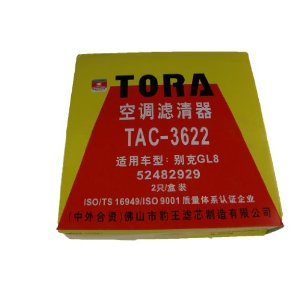 TORA
空调滤清器
TAC-3622
适用车型：别克GL8
52482929
2只/盒装
ISO/TS 16949/ISO 9001 质量体系认证企业
(中外合资)佛山市豹王滤芯制造有限公司